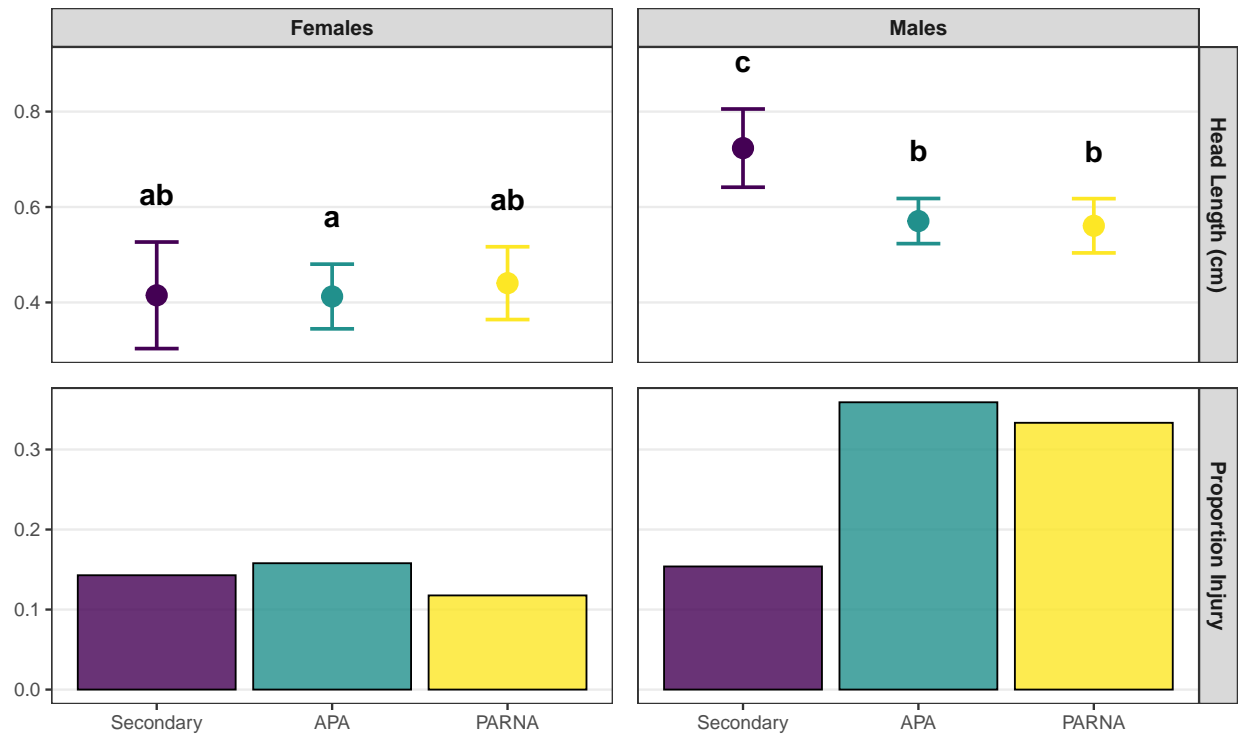 Females
Males
0.8
0.6
0.4
ab
a
ab
c
b
b
Head Length (cm)
0.3
0.2
0.1
0.0
Proportion Injury
Secondary
APA
PARNA
Secondary
APA
PARNA